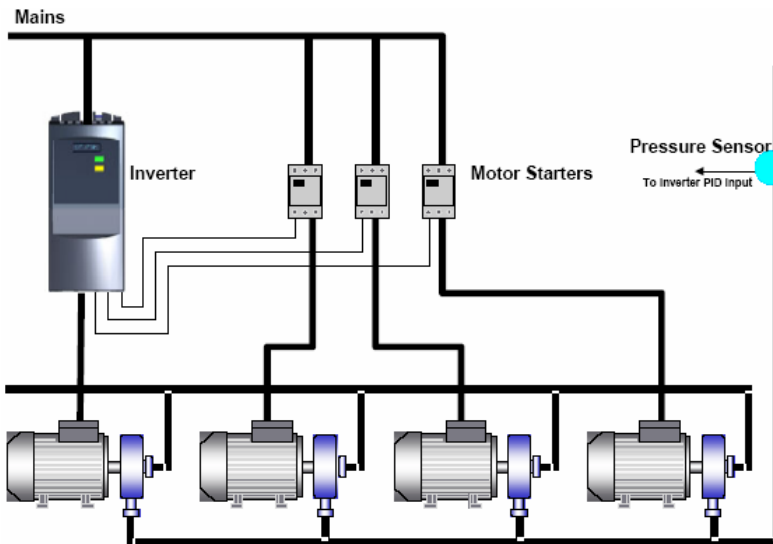 Mains
Inverter
Motor Starters
Pressure Sensor
To Inverter PID Input